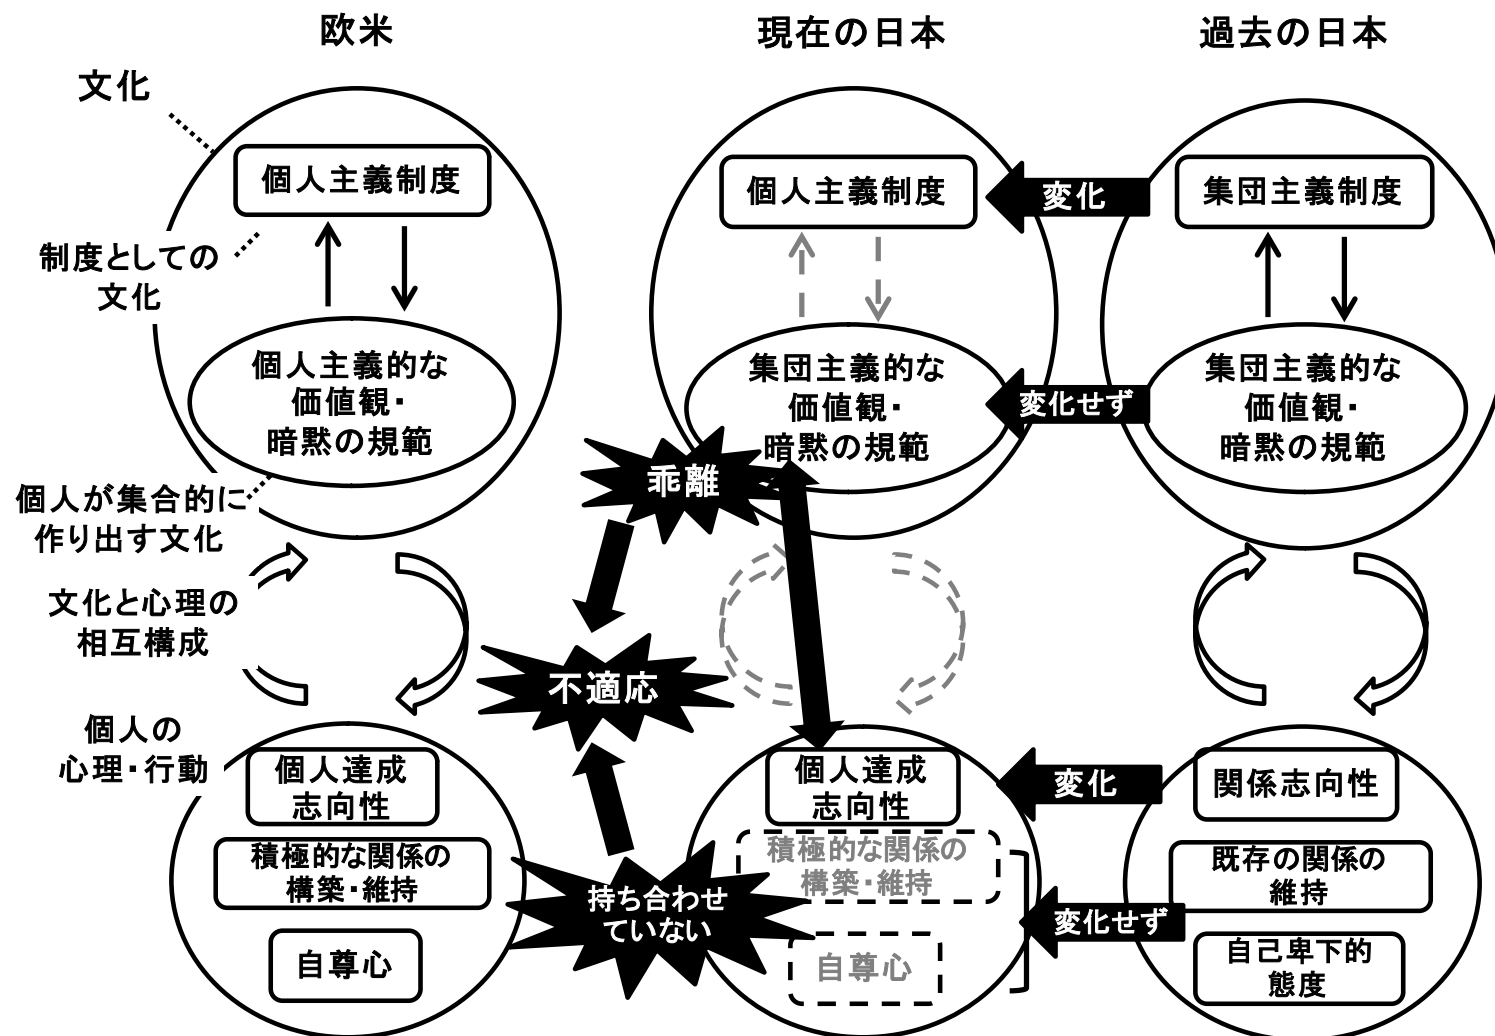 欧米
現在の日本
過去の日本
文化
個人主義制度
制度としての
文化
個人主義的な
価値観・
暗黙の規範
個人が集合的に
作り出す文化
文化と心理の
相互構成
個人の
心理・行動
個人達成
志向性
積極的な関係の
構築・維持
自尊心
個人主義制度
集団主義的な
価値観・
暗黙の規範
乖離
不適応
持ち合わせ
ていない
個人達成
志向性
積極的な関係の
構築・維持
自尊心
変化
変化せず
変化
変化せず
集団主義制度
集団主義的な
価値観・
暗黙の規範
関係志向性
既存の関係の
維持
自己卑下的
態度